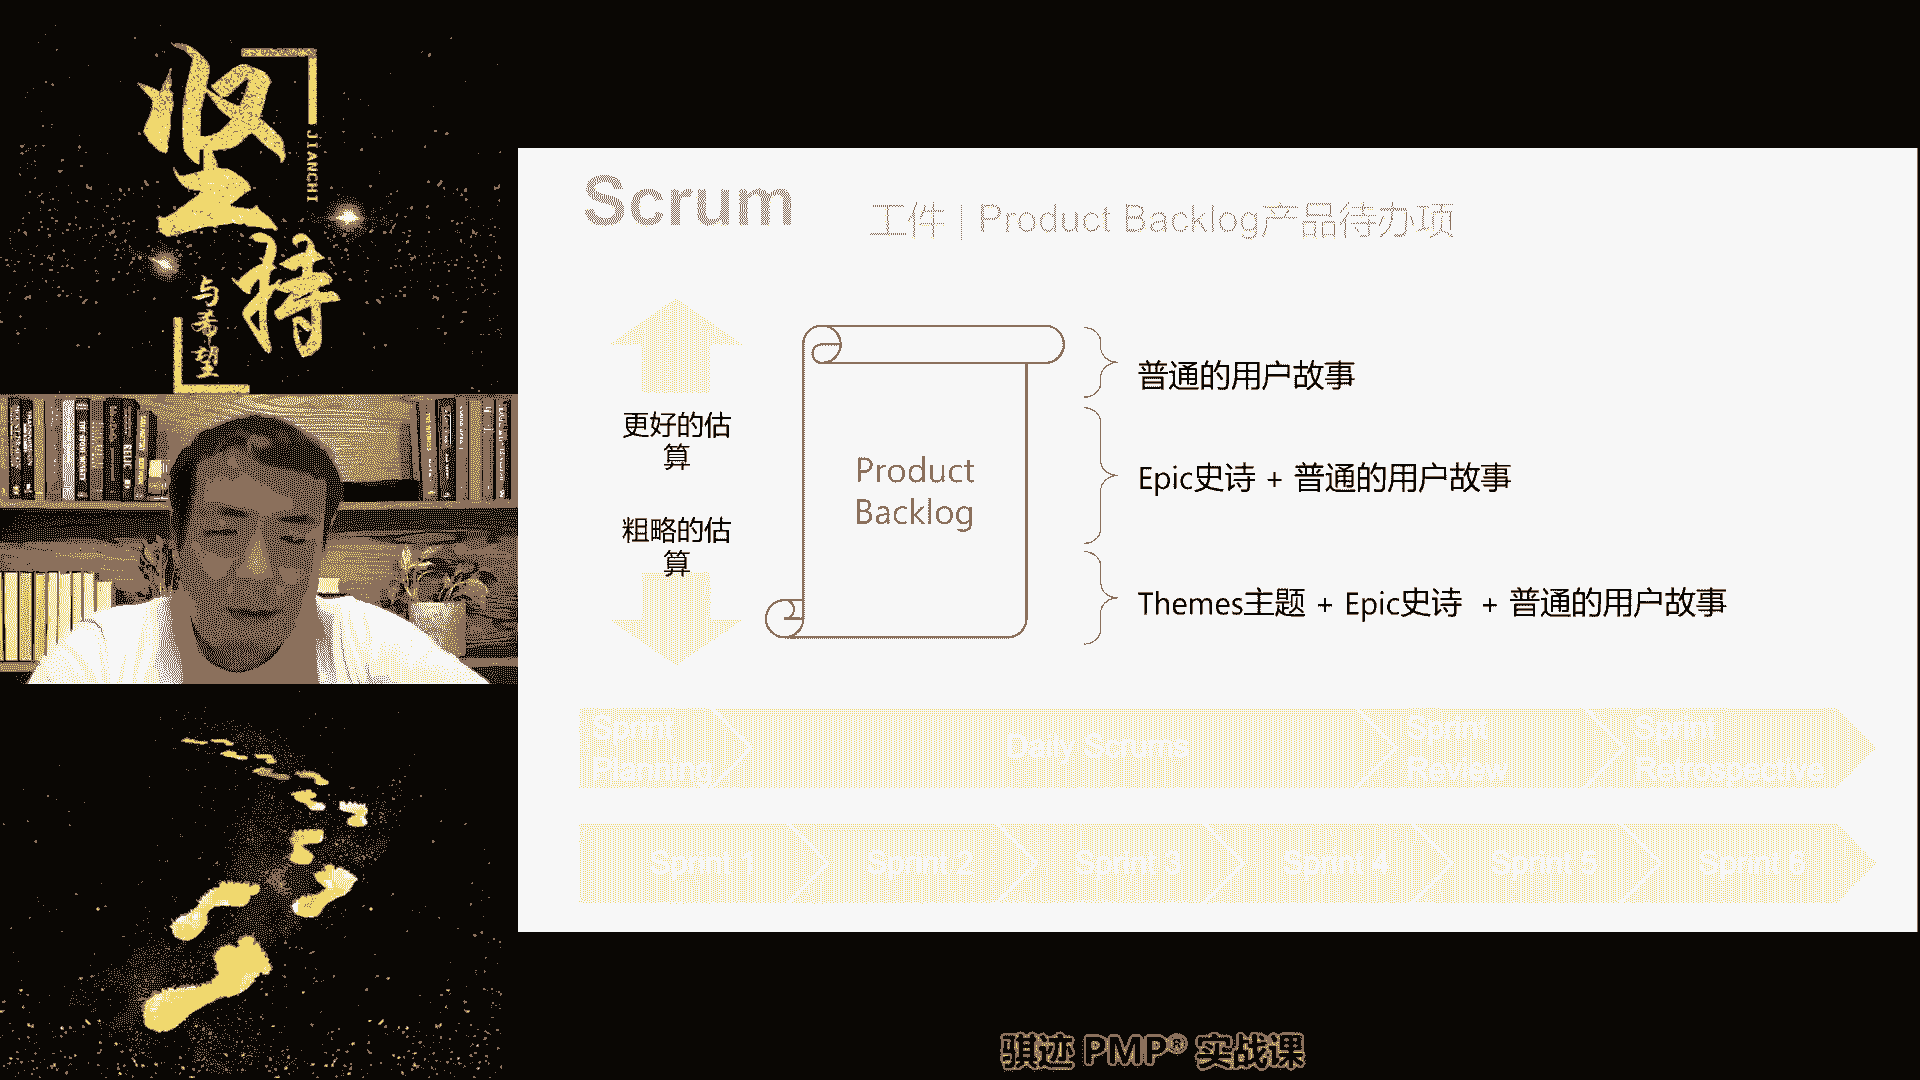 坚持
JIANCHI
与希望
Scrum
工件 | Product Backlog产品待办项
更好的估
算
粗略的估
算
Product
Backlog
普通的用户故事
Epic史诗 + 普通的用户故事
Themes主题 + Epic史诗 + 普通的用户故事
Sprint
Planning
Daily Scrums
Sprint
Review
Sprint
Retrospective
Sprint 1
Sprint 2
Sprint 3
Sprint 4
Sprint 5
Sprint 6
骐迹 PMP® 实战课